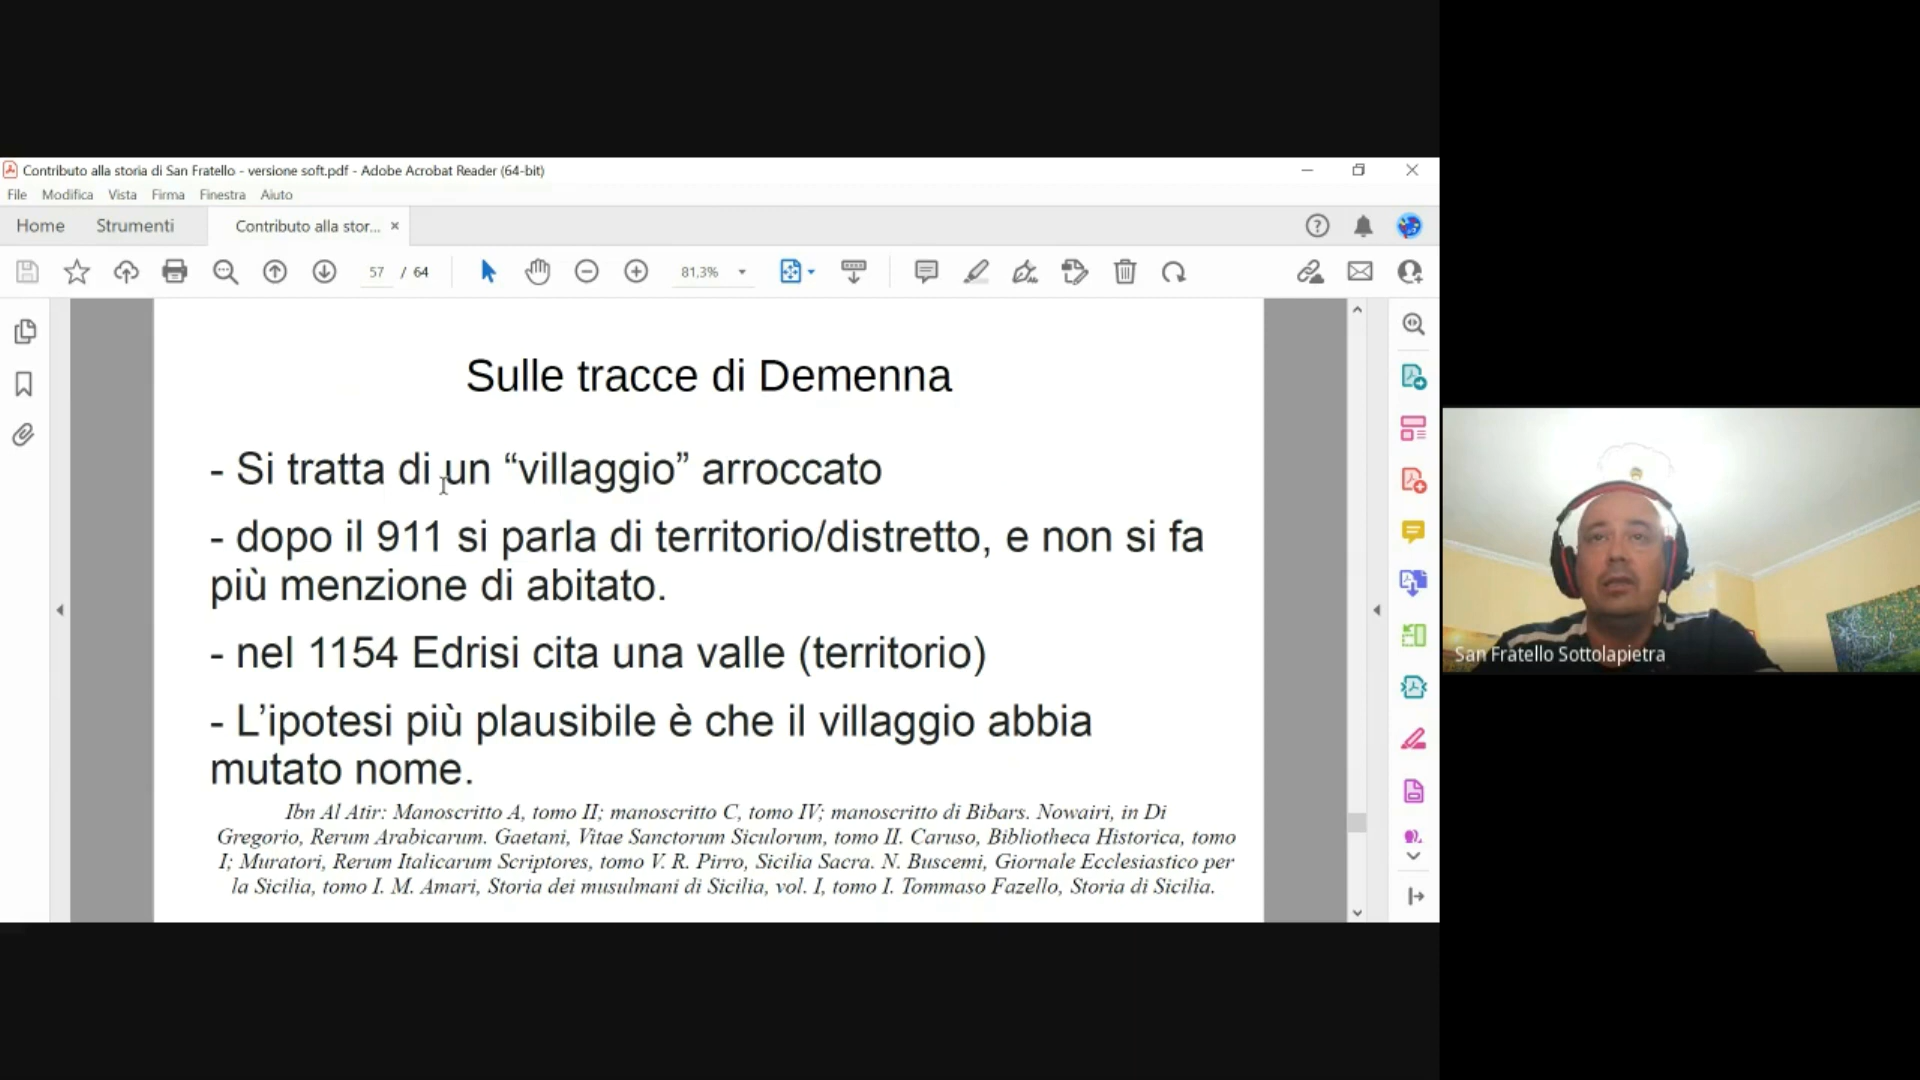 Contributo alla storia di San Fratello - versione soft.pdf - Adobe Acrobat Reader (64-bit)
File Modifica Vista Firma Finestra Aiuto
Home Strumenti Contributo alla stor...
57 / 64 81,3%
Sulle tracce di Demenna
- Si tratta di un “villaggio” arroccato
- dopo il 911 si parla di territorio/distretto, e non si fa
più menzione di abitato.
- nel 1154 Edrisi cita una valle (territorio)
- L’ipotesi più plausibile è che il villaggio abbia
mutato nome.
Ibn Al Atir: Manoscritto A, tomo II; manoscritto C, tomo IV; manoscritto di Bibars. Nowairi, in Di
Gregorio, Rerum Arabicarum. Gaetani, Vitae Sanctorum Siculorum, tomo II. Caruso, Bibliotheca Historica, tomo
I; Muratori, Rerum Italicarum Scriptores, tomo V. R. Pirro, Sicilia Sacra. N. Buscemi, Giornale Ecclesiastico per
la Sicilia, tomo I. M. Amari, Storia dei musulmani di Sicilia, vol. I, tomo I. Tommaso Fazello, Storia di Sicilia.
San Fratello Sottolapietra